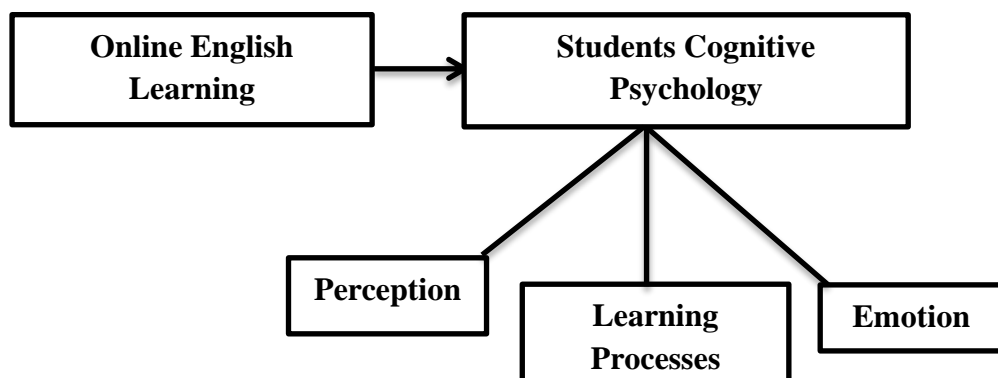 Online English
Learning
Students Cognitive
Psychology
Perception
Learning
Processes
Emotion